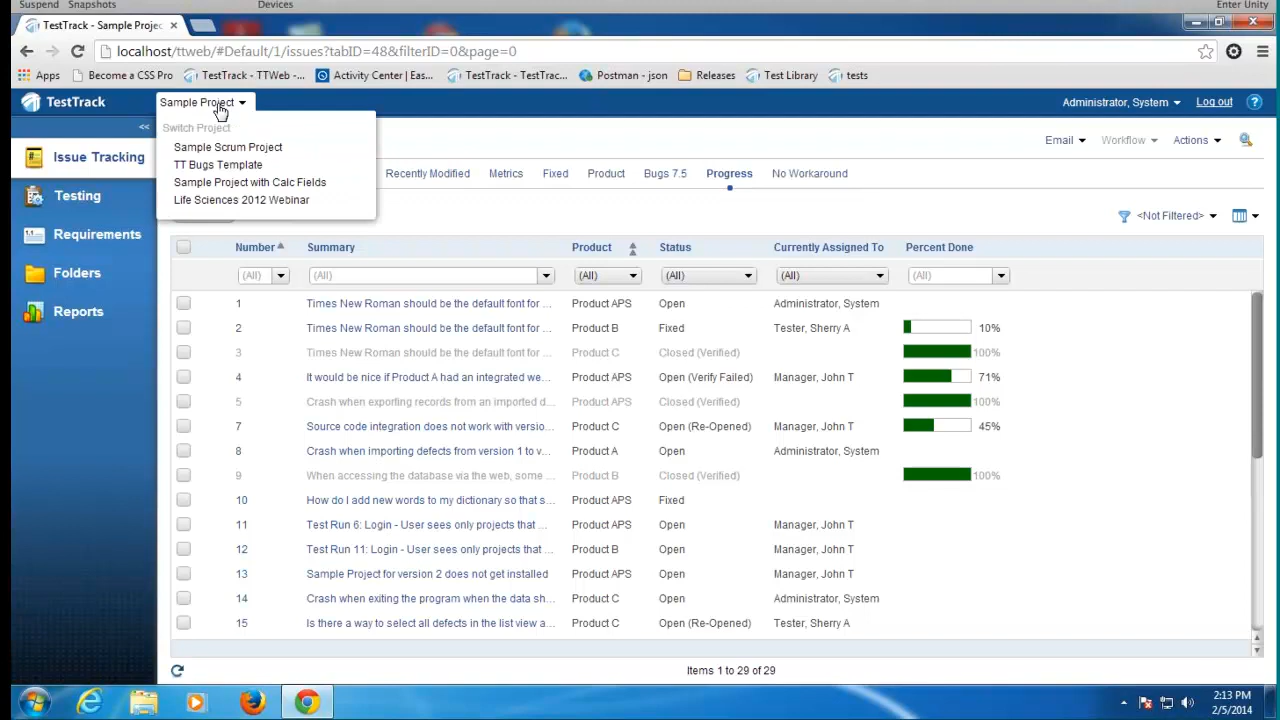 Suspend Snapshots Devices Enter Unity
TestTrack - Sample Projec
localhost/ttweb/#Default/1/issues?tabID=48&filterID=0&page=0
Apps Become a CSS Pro TestTrack - TTWeb -... Activity Center | Eas... TestTrack - TestTrac... Postman - json Releases Test Library tests
TestTrack Sample Project Administrator, System Log out ?
Switch Project
Sample Scrum Project
TT Bugs Template
Sample Project with Calc Fields
Life Sciences 2012 Webinar
<<
Issue Tracking
Testing
Requirements
Folders
Reports
Email Workflow Actions
Recently Modified Metrics Fixed Product Bugs 7.5 Progress No Workaround
<Not Filtered>
Number Summary Product Status Currently Assigned To Percent Done
(All) (All) (All) (All) (All) (All)
1 Times New Roman should be the default font for ... Product APS Open Administrator, System
2 Times New Roman should be the default font for ... Product B Fixed Tester, Sherry A 10%
3 Times New Roman should be the default font for ... Product C Closed (Verified) 100%
4 It would be nice if Product A had an integrated we... Product APS Open (Verify Failed) Manager, John T 71%
5 Crash when exporting records from an imported d... Product APS Closed (Verified) 100%
7 Source code integration does not work with versio... Product C Open (Re-Opened) Manager, John T 45%
8 Crash when importing defects from version 1 to v... Product A Open Administrator, System
9 When accessing the database via the web, some ... Product B Closed (Verified) 100%
10 How do I add new words to my dictionary so that s... Product APS Fixed
11 Test Run 6: Login - User sees only projects that ... Product APS Open Manager, John T
12 Test Run 11: Login - User sees only projects that ... Product B Open Manager, John T
13 Sample Project for version 2 does not get installed Product APS Open Manager, John T
14 Crash when exiting the program when the data sh... Product C Open Administrator, System
15 Is there a way to select all defects in the list view a... Product C Open (Re-Opened) Tester, Sherry A
Items 1 to 29 of 29
2:13 PM
2/5/2014